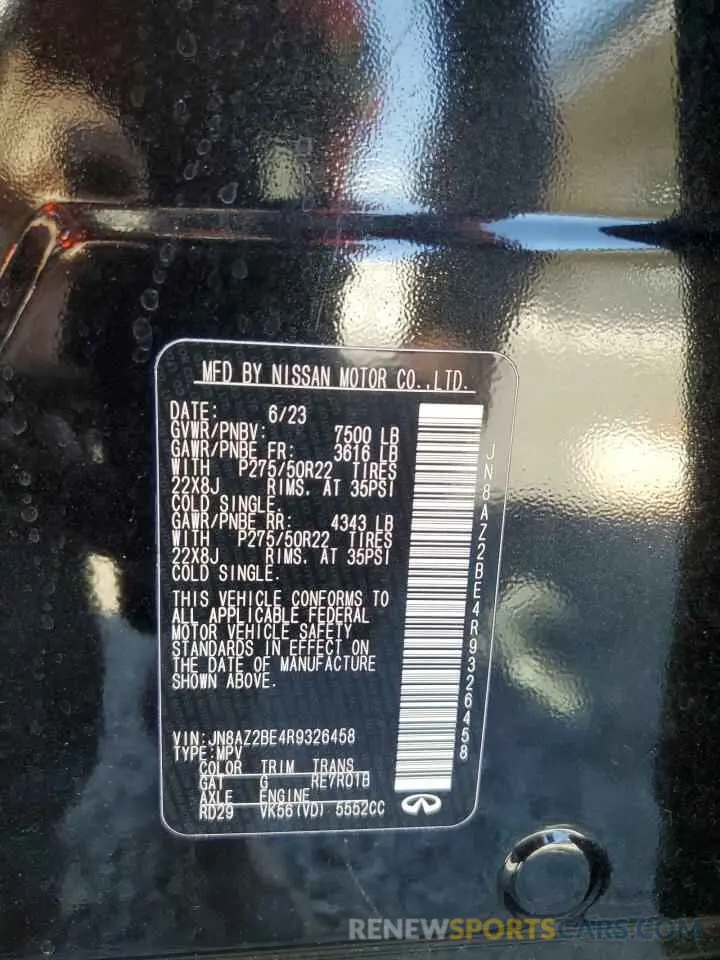 MFD BY NISSAN MOTOR CO.,LTD.
DATE: 6/23
GVWR/PNBV: 7500 LB
GAWR/PNBE FR: 3616 LB
WITH P275/50R22 TIRES
22X8J RIMS. AT 35PSI
COLD SINGLE.
GAWR/PNBE RR: 4343 LB
WITH P275/50R22 TIRES
22X8J RIMS. AT 35PSI
COLD SINGLE.
THIS VEHICLE CONFORMS TO
ALL APPLICABLE FEDERAL
MOTOR VEHICLE SAFETY
STANDARDS IN EFFECT ON
THE DATE OF MANUFACTURE
SHOWN ABOVE.
VIN:JN8AZ2BE4R9326458
TYPE:MPV
COLOR TRIM TRANS
GAT G RE7R01B
AXLE ENGINE
RD29 VK56(VD) 5552CC
JN8AZ2BE4R9326458
RENEWSPORTSCARS.COM